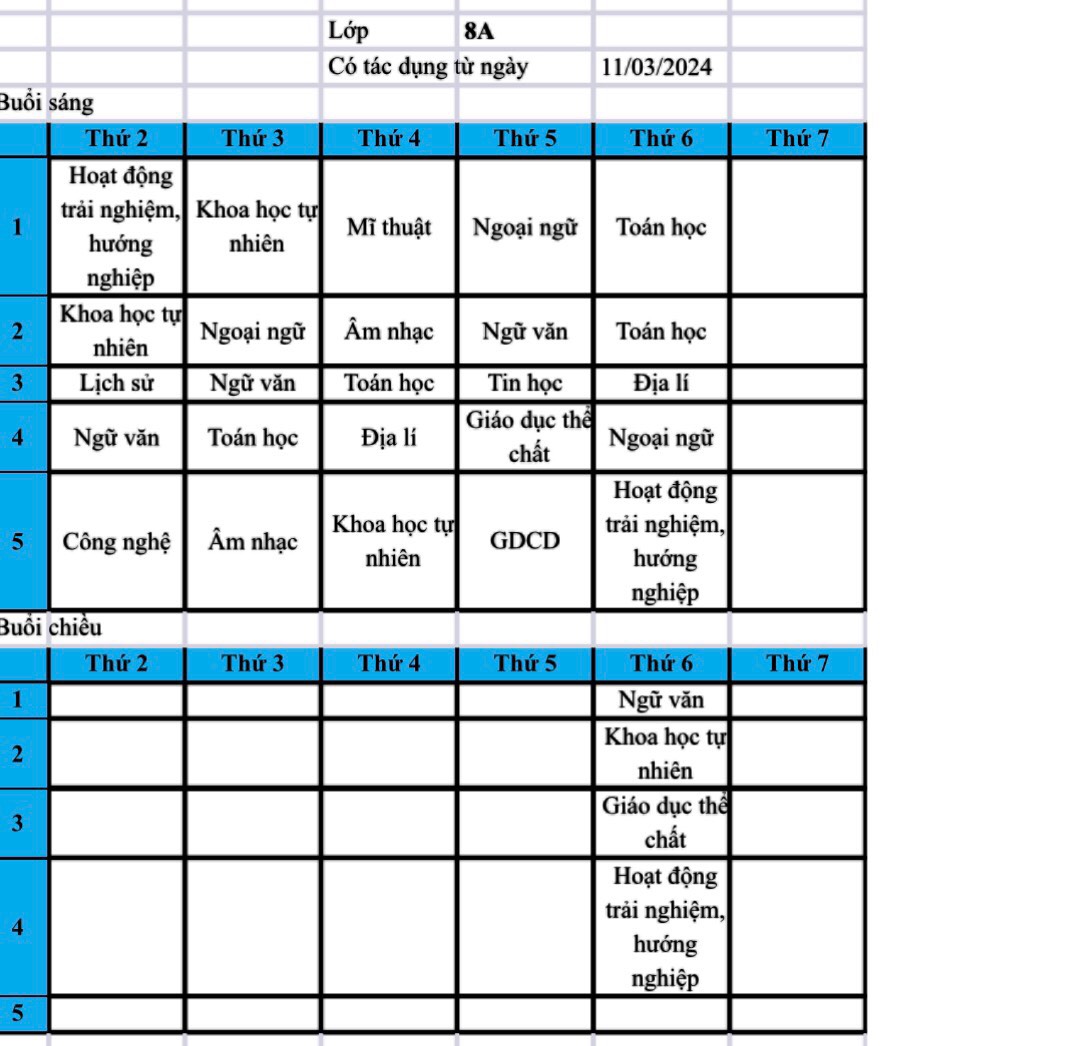 Lớp 8A
Có tác dụng từ ngày 11/03/2024
Buổi sáng
Thứ 2 Thứ 3 Thứ 4 Thứ 5 Thứ 6 Thứ 7
1 Hoạt động trải nghiệm, hướng nghiệp Khoa học tự nhiên Mĩ thuật Ngoại ngữ Toán học
2 Khoa học tự nhiên Ngoại ngữ Âm nhạc Ngữ văn Toán học
3 Lịch sử Ngữ văn Toán học Tin học Địa lí
4 Ngữ văn Toán học Địa lí Giáo dục thể chất Ngoại ngữ
5 Công nghệ Âm nhạc Khoa học tự nhiên GDCD Hoạt động trải nghiệm, hướng nghiệp
Buổi chiều
Thứ 2 Thứ 3 Thứ 4 Thứ 5 Thứ 6 Thứ 7
1 Ngữ văn
2 Khoa học tự nhiên
3 Giáo dục thể chất
4 Hoạt động trải nghiệm, hướng nghiệp
5